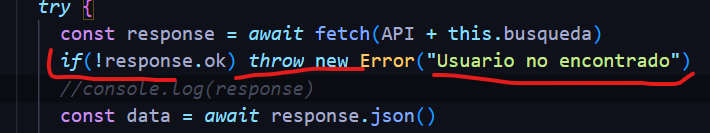 try {
const response = await fetch(API + this.busqueda)
if(!response.ok) throw new Error("Usuario no encontrado")
//console.log(response)
const data = await response.json()